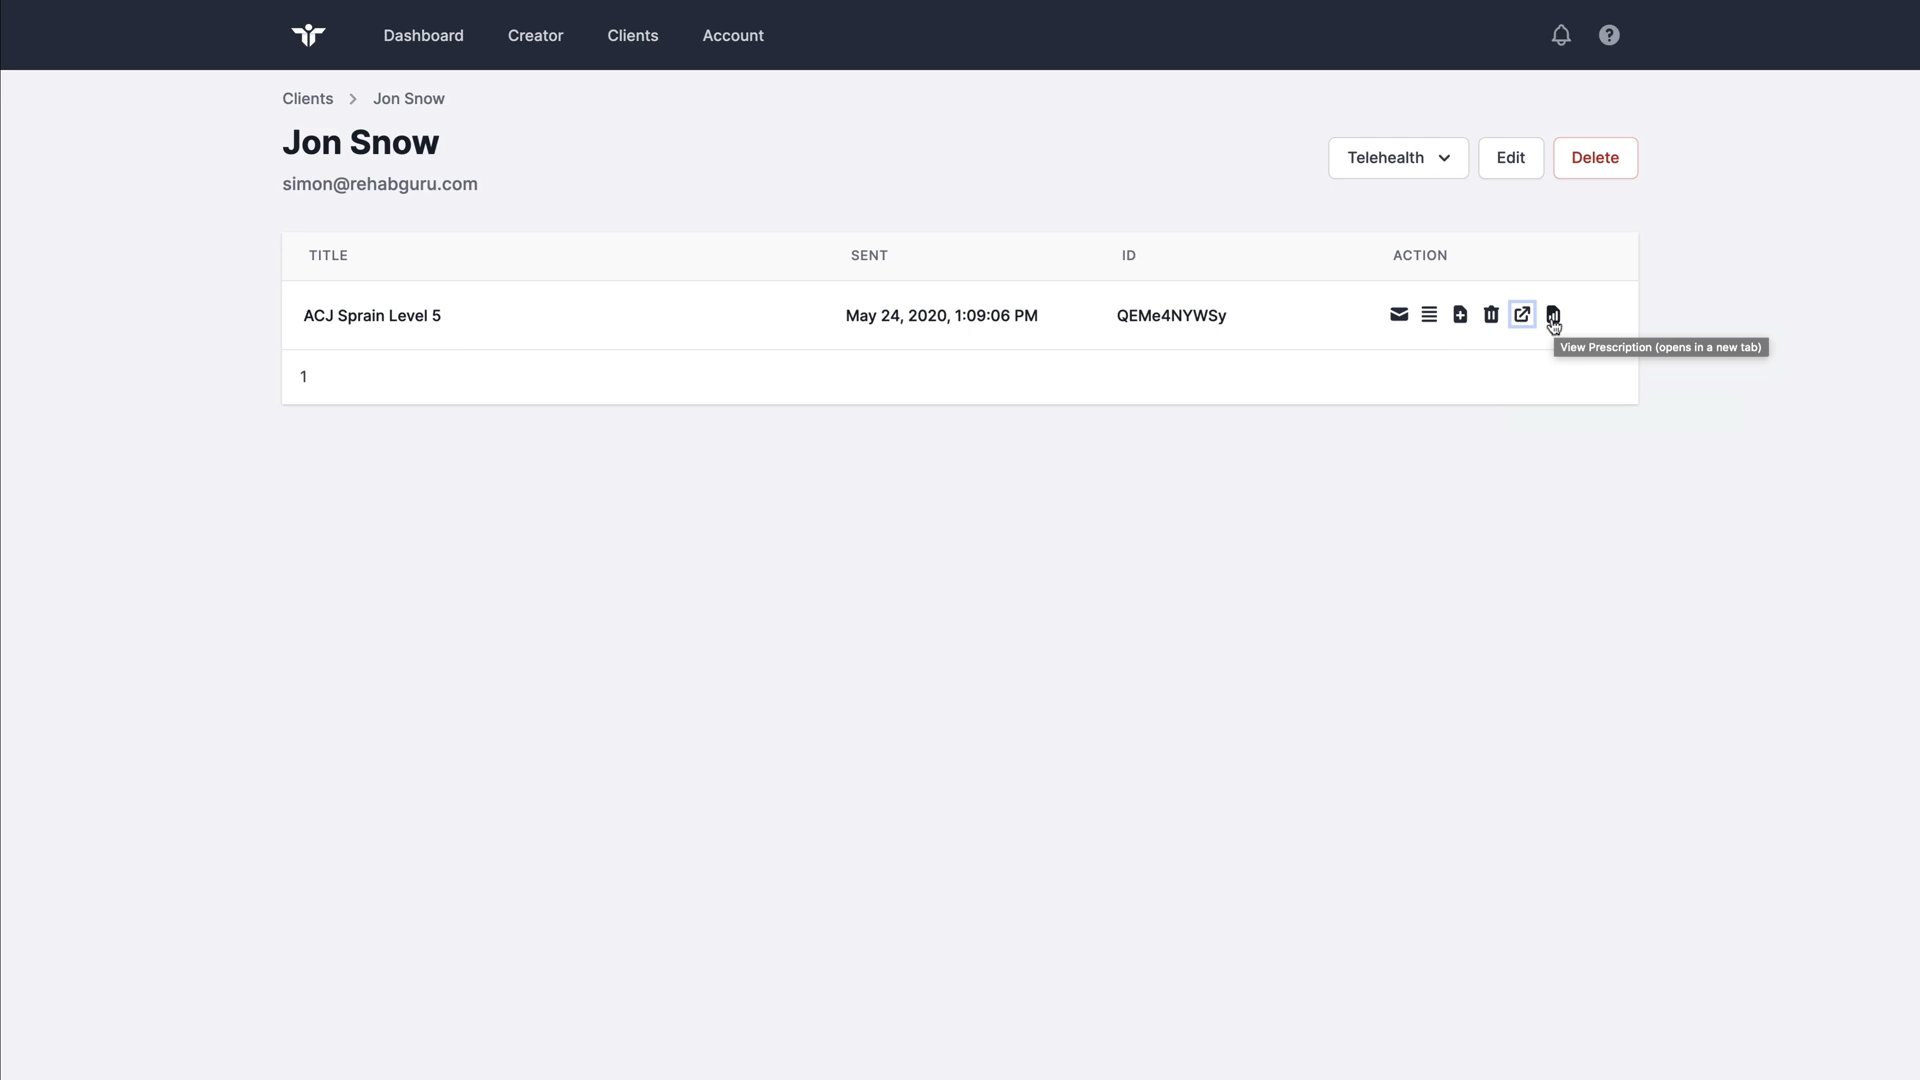 Dashboard Creator Clients Account
Clients > Jon Snow
Jon Snow
simon@rehabguru.com
Telehealth Edit Delete
TITLE SENT ID ACTION
ACJ Sprain Level 5 May 24, 2020, 1:09:06 PM QEMe4NYWSy
View Prescription (opens in a new tab)
1